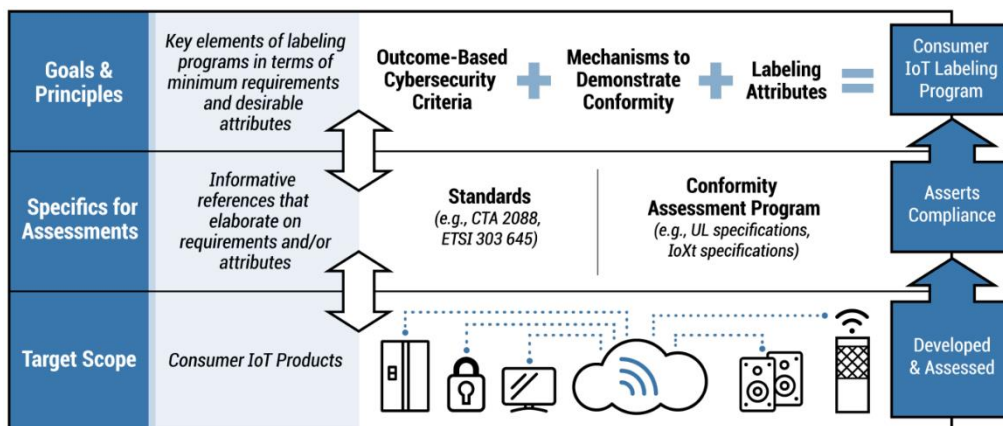 Goals &
Principles
Key elements of labeling
programs in terms of
minimum requirements
and desirable
attributes
Outcome-Based
Cybersecurity
Criteria
+
Mechanisms to
Demonstrate
Conformity
+
Labeling
Attributes
=
Consumer
IoT Labeling
Program
Specifics for
Assessments
Informative
references that
elaborate on
requirements and/or
attributes
Standards
(e.g., CTA 2088,
ETSI 303 645)
Conformity
Assessment Program
(e.g., UL specifications,
IoXt specifications)
Asserts
Compliance
Target Scope
Consumer IoT Products
Developed
& Assessed